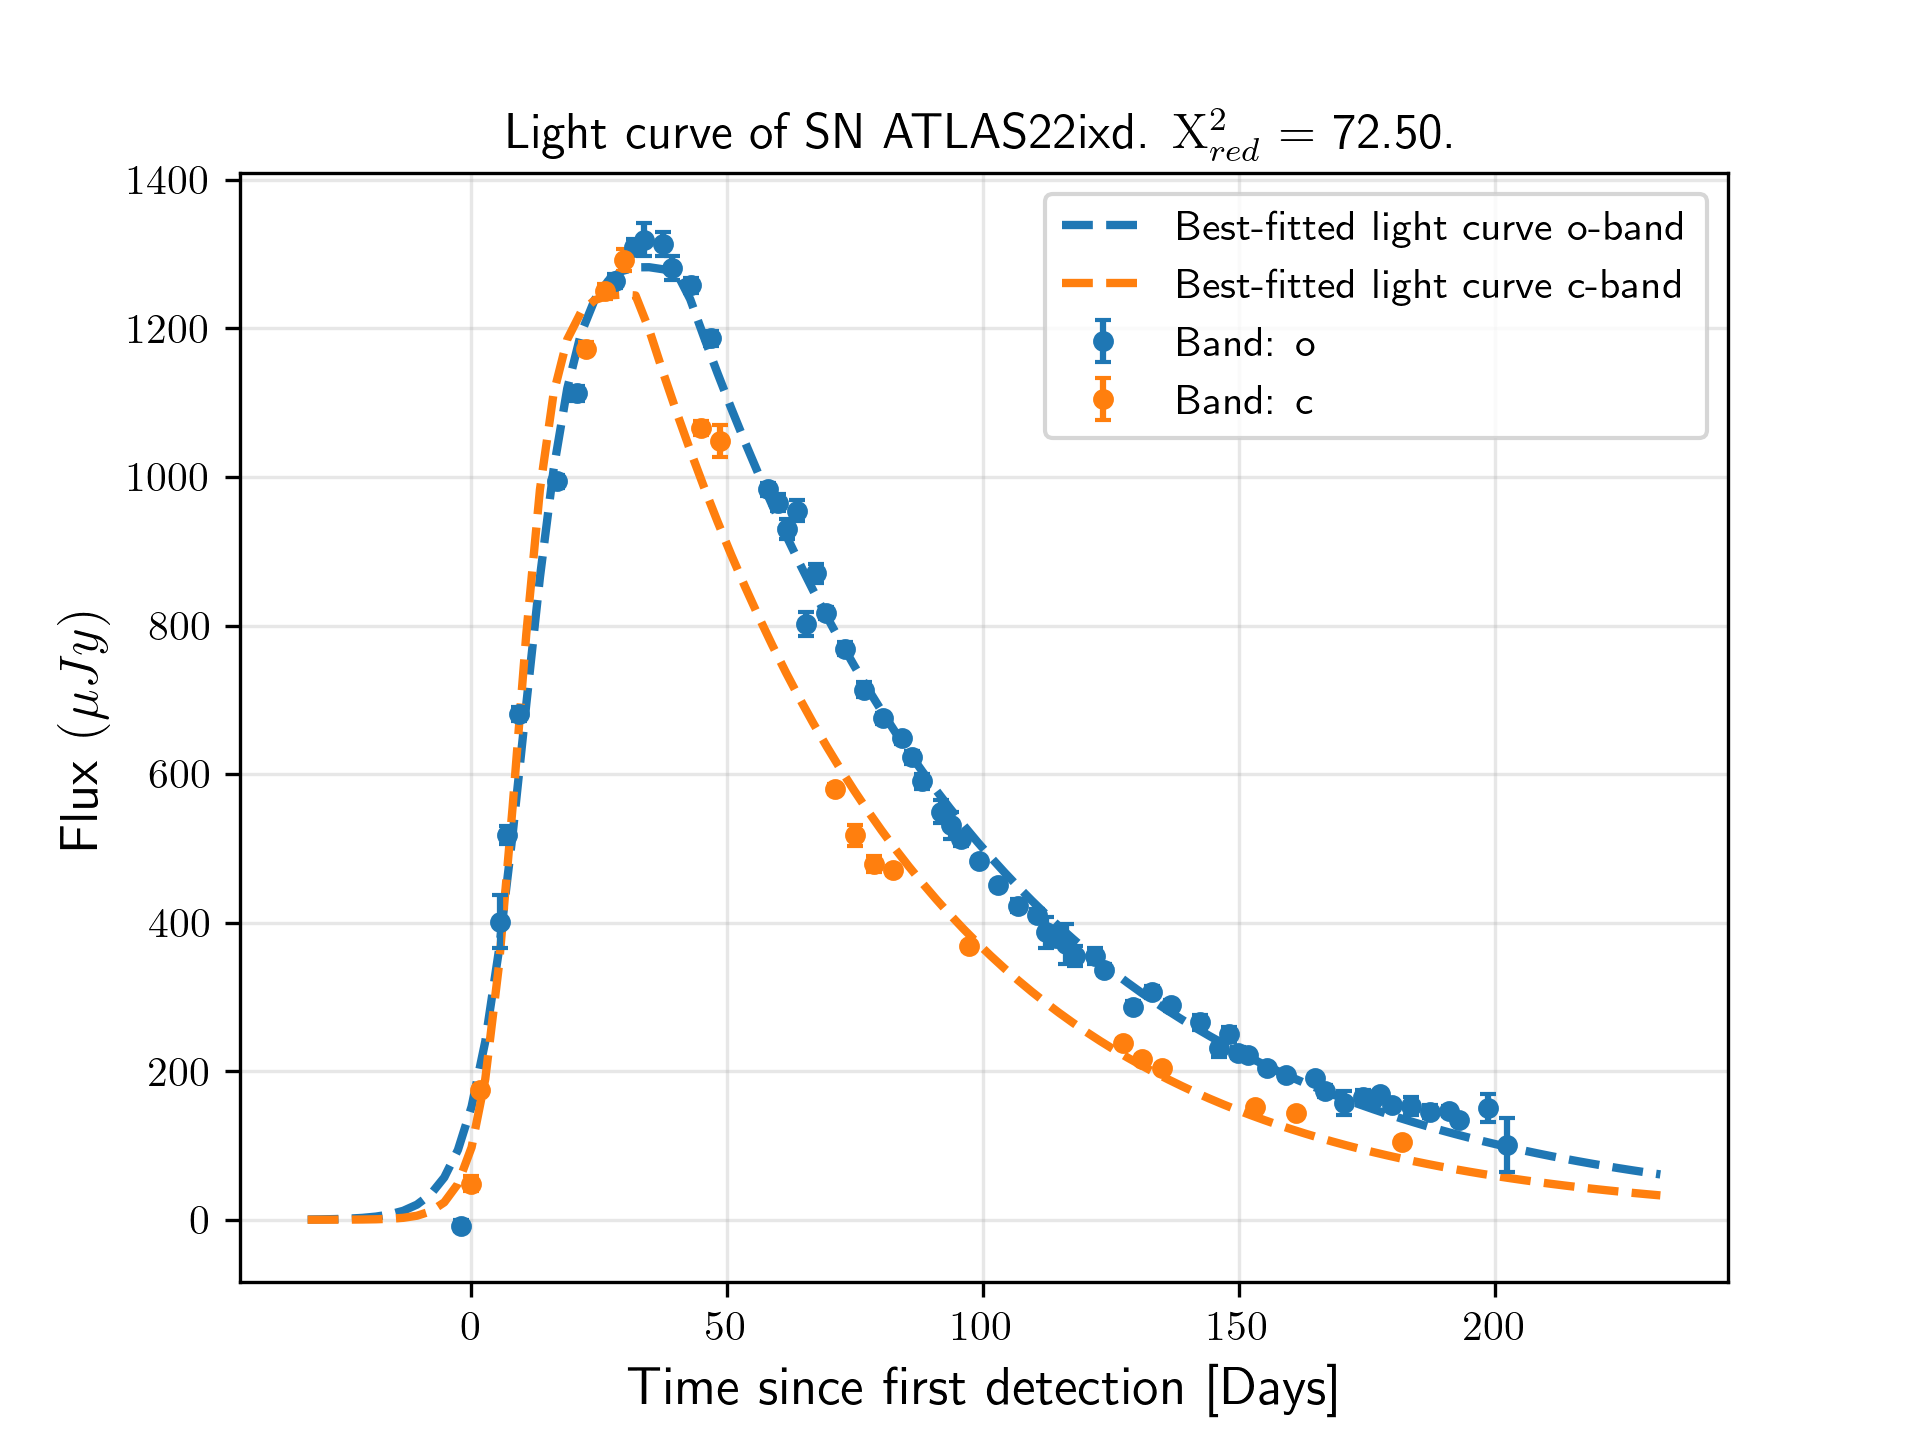 Light curve of SN ATLAS22ixd. X²_red = 72.50.
1400
1200
1000
800
600
400
200
0
Flux (μJy)
Best-fitted light curve o-band
Best-fitted light curve c-band
Band: o
Band: c
0 50 100 150 200
Time since first detection [Days]